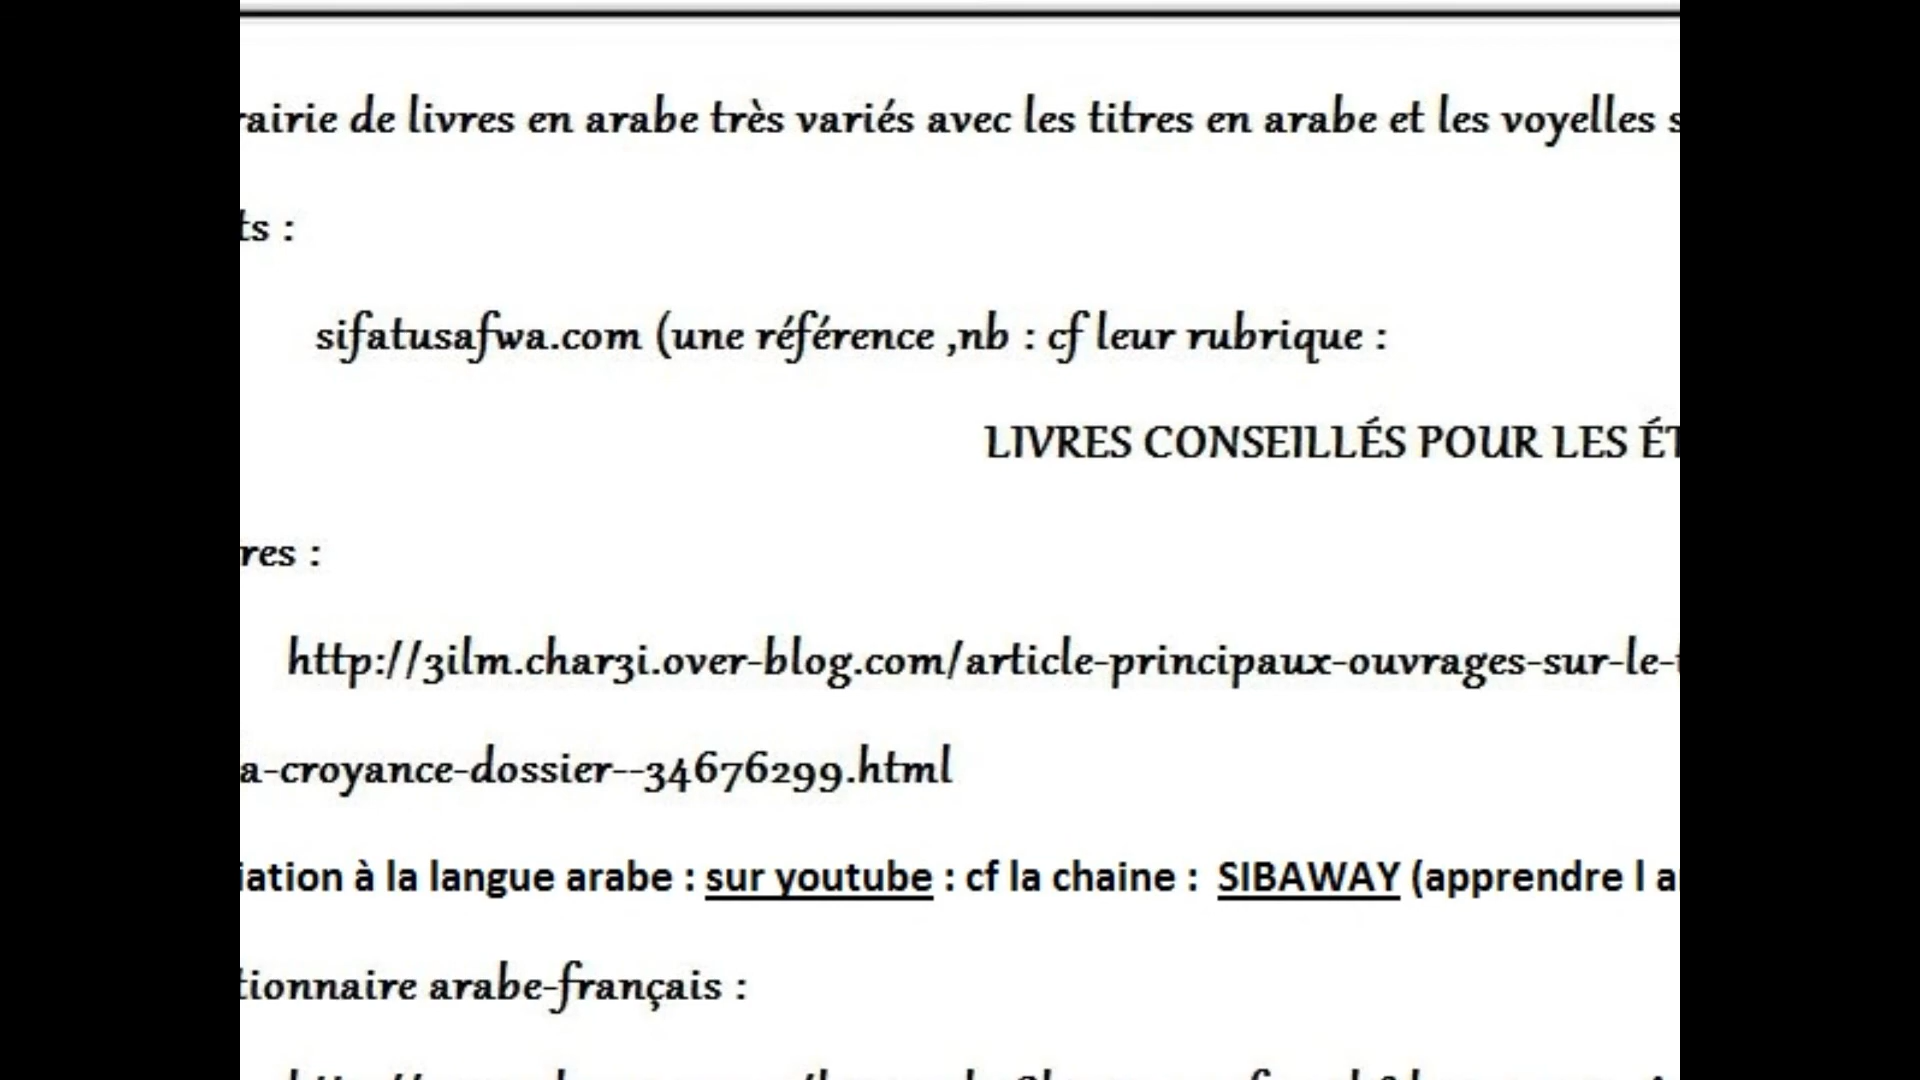 rairie de livres en arabe très variés avec les titres en arabe et les voyelles s
ts :
sifatusafwa.com (une référence ,nb : cf leur rubrique :
LIVRES CONSEILLÉS POUR LES ÉT
res :
http://3ilm.char3i.over-blog.com/article-principaux-ouvrages-sur-le-t
a-croyance-dossier--34676299.html
iation à la langue arabe : sur youtube : cf la chaine : SIBAWAY (apprendre l a
tionnaire arabe-français :